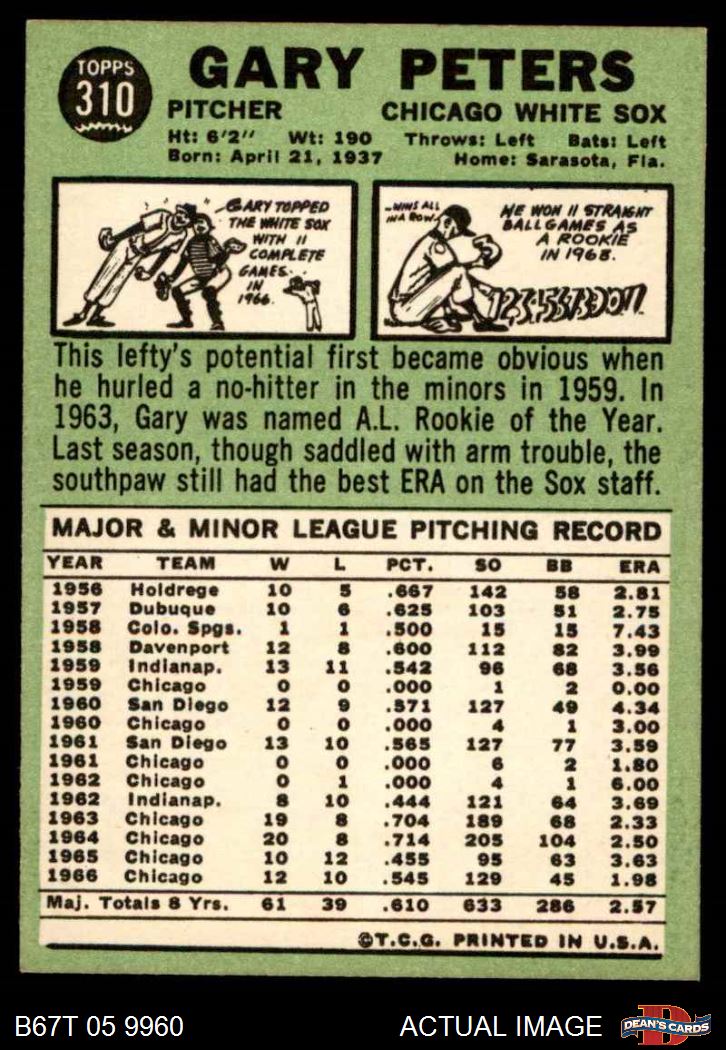 TOPPS
310
GARY PETERS
PITCHER CHICAGO WHITE SOX
Ht: 6'2" Wt: 190 Throws: Left Bats: Left
Born: April 21, 1937 Home: Sarasota, Fla.
GARY TOPPED
THE WHITE SOX
WITH 11
COMPLETE
GAMES
IN
1966.
-WINS ALL
IN A ROW-
HE WON 11 STRAIGHT
BALLGAMES AS
A ROOKIE
IN 1963.
This lefty's potential first became obvious when
he hurled a no-hitter in the minors in 1959. In
1963, Gary was named A.L. Rookie of the Year.
Last season, though saddled with arm trouble, the
southpaw still had the best ERA on the Sox staff.
MAJOR & MINOR LEAGUE PITCHING RECORD
YEAR TEAM W L PCT. SO BB ERA
1956 Holdrege 10 5 .667 142 58 2.81
1957 Dubuque 10 6 .625 103 51 2.75
1958 Colo. Spgs. 1 1 .500 15 15 7.43
1958 Davenport 12 8 .600 112 82 3.99
1959 Indianap. 13 11 .542 96 68 3.56
1959 Chicago 0 0 .000 1 2 0.00
1960 San Diego 12 9 .571 127 49 4.34
1960 Chicago 0 0 .000 4 1 3.00
1961 San Diego 13 10 .565 127 77 3.59
1961 Chicago 0 0 .000 6 2 1.80
1962 Chicago 0 1 .000 4 1 6.00
1962 Indianap. 8 10 .444 121 64 3.69
1963 Chicago 19 8 .704 189 68 2.33
1964 Chicago 20 8 .714 205 104 2.50
1965 Chicago 10 12 .455 95 63 3.63
1966 Chicago 12 10 .545 129 45 1.98
Maj. Totals 8 Yrs. 61 39 .610 633 286 2.57
©T.C.G. PRINTED IN U.S.A.
B67T 05 9960 ACTUAL IMAGE
D
DEAN'S CARDS